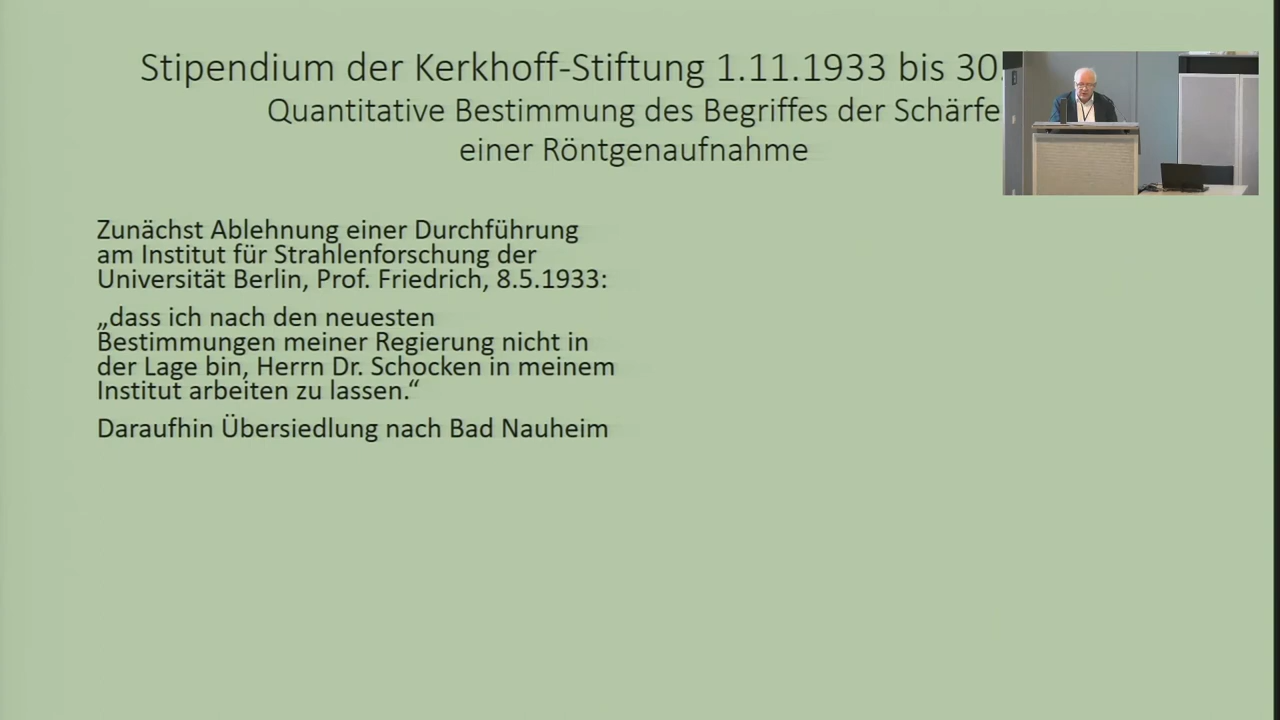 Stipendium der Kerkhoff-Stiftung 1.11.1933 bis 30.
Quantitative Bestimmung des Begriffes der Schärfe
einer Röntgenaufnahme
Zunächst Ablehnung einer Durchführung
am Institut für Strahlenforschung der
Universität Berlin, Prof. Friedrich, 8.5.1933:
„dass ich nach den neuesten
Bestimmungen meiner Regierung nicht in
der Lage bin, Herrn Dr. Schocken in meinem
Institut arbeiten zu lassen.“
Daraufhin Übersiedlung nach Bad Nauheim